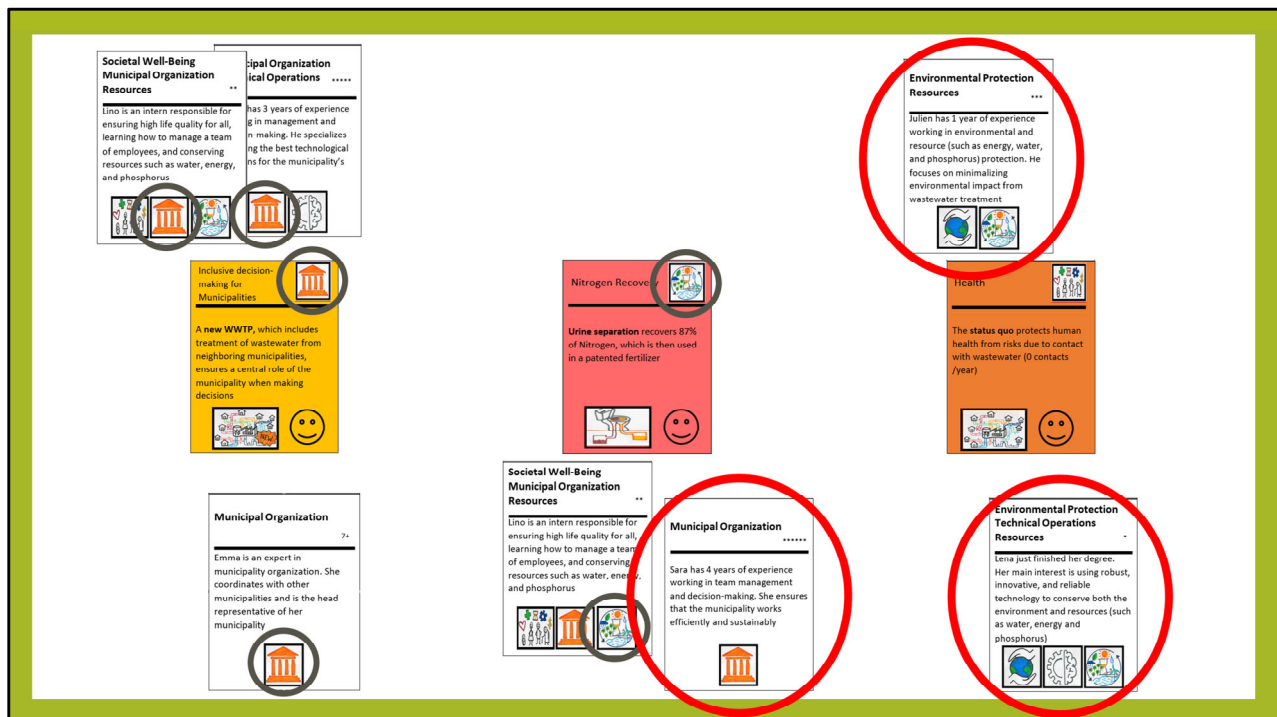 Societal Well-Being
Municipal Organization
Resources
**
Lino is an intern responsible for
ensuring high life quality for all,
learning how to manage a team
of employees, and conserving
resources such as water, energy,
and phosphorus
Organization
Operations *****
has 3 years of experience
in management and
He specializes
the best technological
for the municipality's
Environmental Protection
Resources
***
Julien has 1 year of experience
working in environmental and
resource (such as energy, water,
and phosphorus) protection. He
focuses on minimalizing
environmental impact from
wastewater treatment
Inclusive decision-
making for
Municipalities
A new WWTP, which includes
treatment of wastewater from
neighboring municipalities,
ensures a central role of the
municipality when making
decisions
NEW
Nitrogen Recovery
Urine separation recovers 87%
of Nitrogen, which is then used
in a patented fertilizer
Health
The status quo protects human
health from risks due to contact
with wastewater (0 contacts
/year)
Municipal Organization
7+
Emma is an expert in
municipality organization. She
coordinates with other
municipalities and is the head
representative of her
municipality
Societal Well-Being
Municipal Organization
Resources
**
Lino is an intern responsible for
ensuring high life quality for all,
learning how to manage a team
of employees, and conserving
resources such as water, energy,
and phosphorus
Municipal Organization
******
Sara has 4 years of experience
working in team management
and decision-making. She ensures
that the municipality works
efficiently and sustainably
Environmental Protection
Technical Operations
Resources
*
Lena just finished her degree.
Her main interest is using robust,
innovative, and reliable
technology to conserve both the
environment and resources (such
as water, energy and
phosphorus)